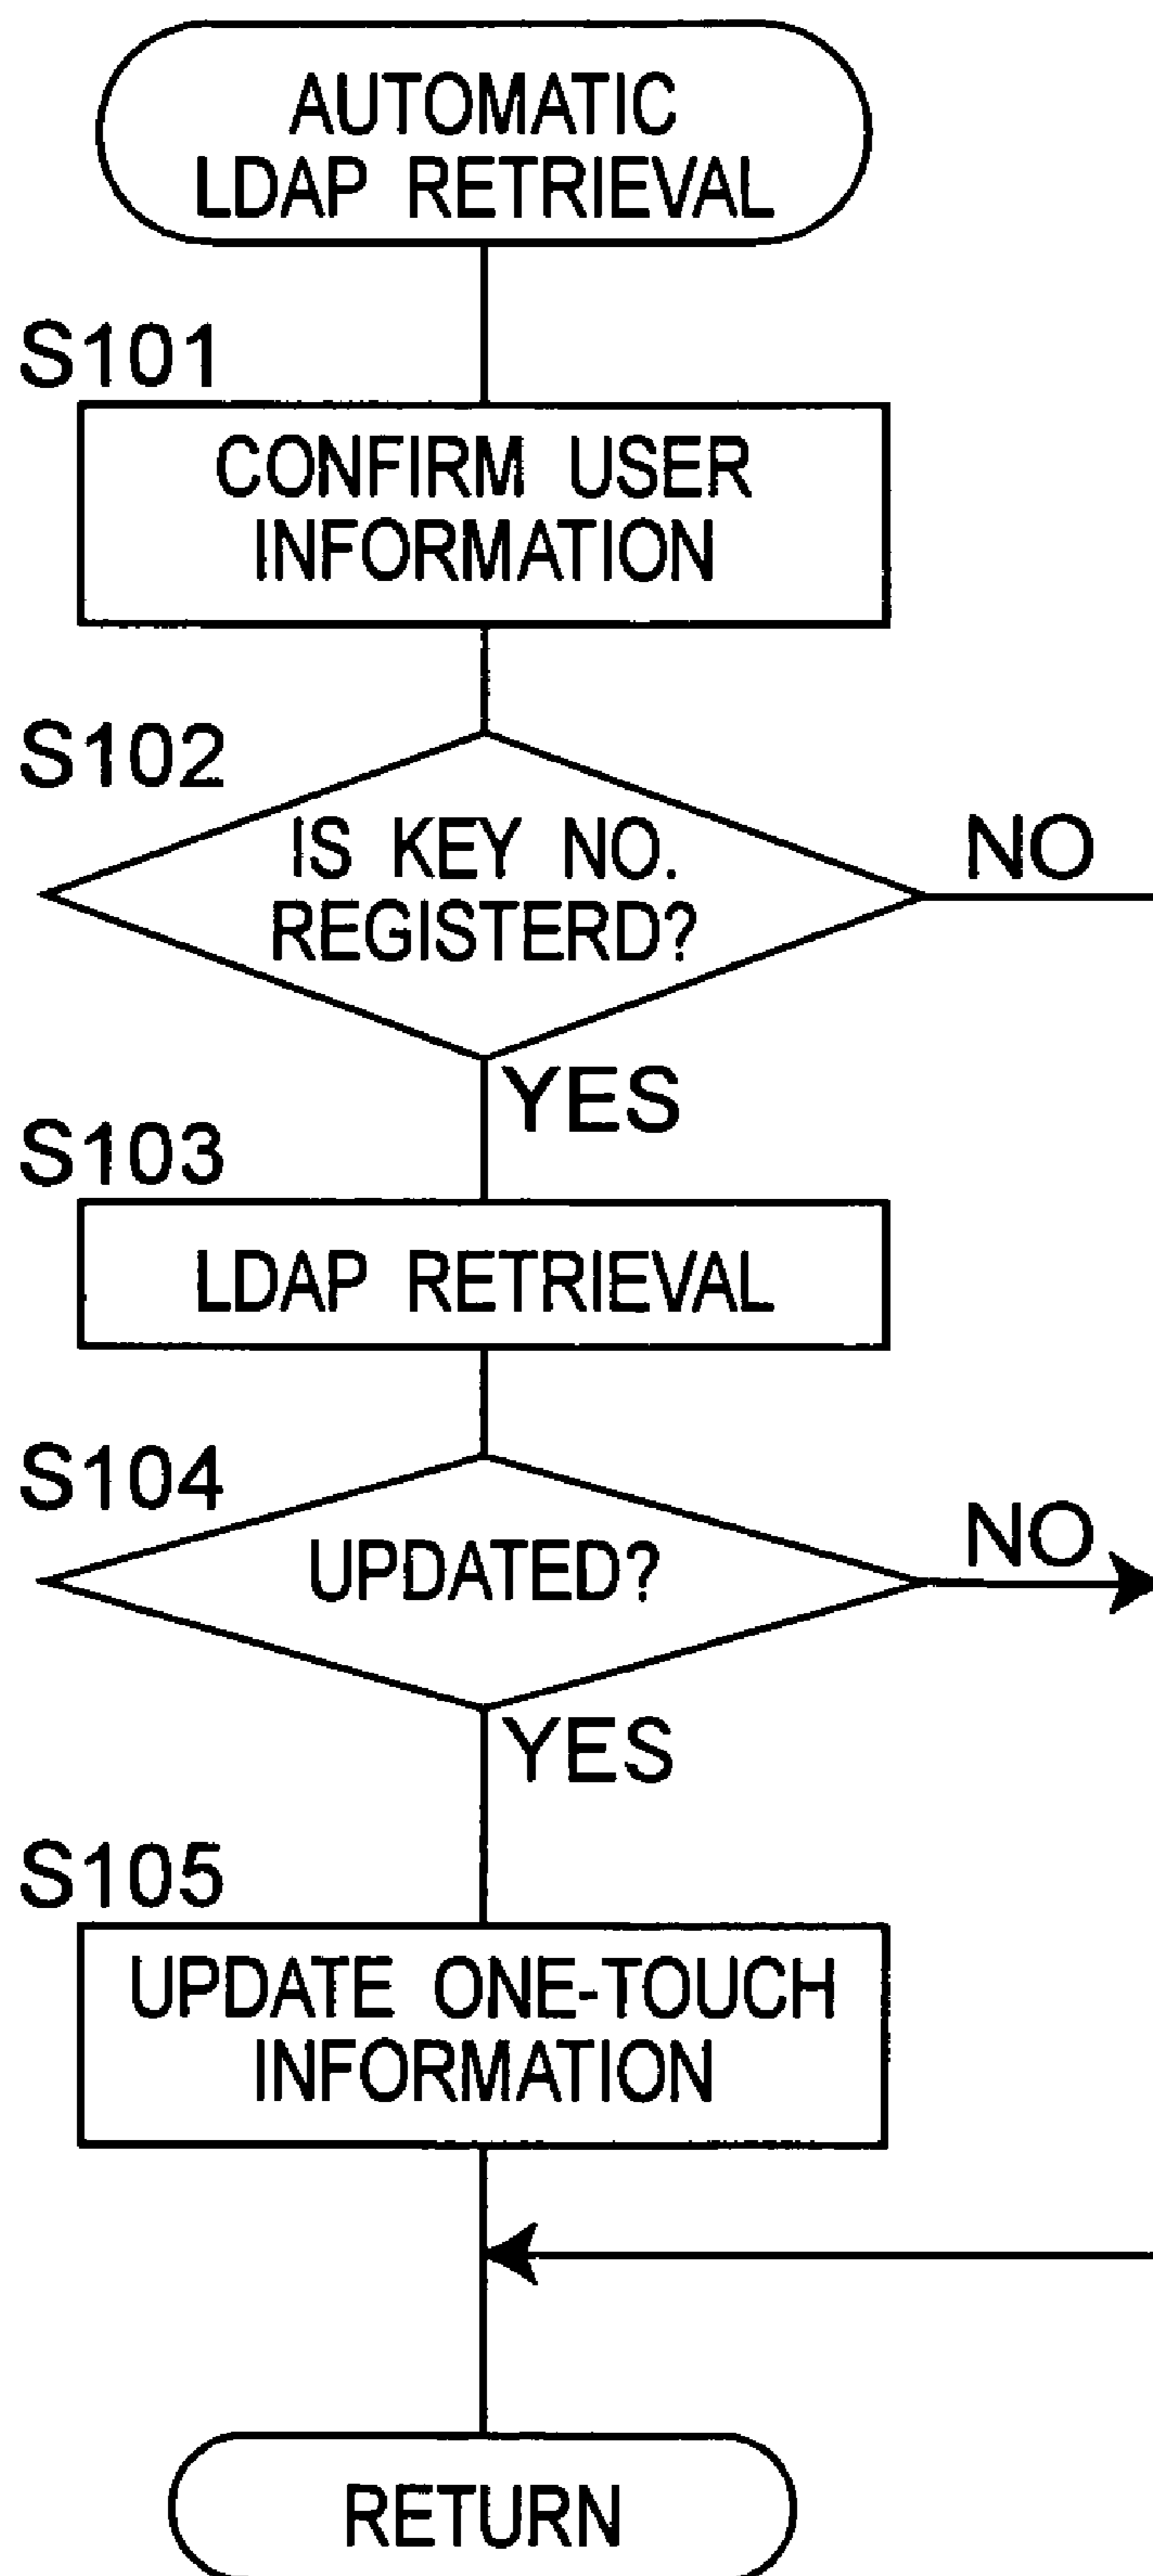 AUTOMATIC
LDAP RETRIEVAL
S101
CONFIRM USER
INFORMATION
S102
IS KEY NO.
REGISTERD?
NO
YES
S103
LDAP RETRIEVAL
S104
UPDATED?
NO
YES
S105
UPDATE ONE-TOUCH
INFORMATION
RETURN